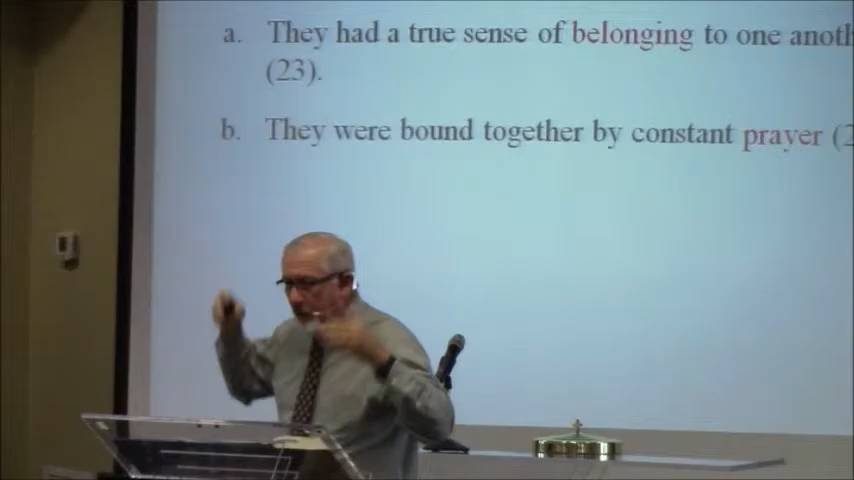 a. They had a true sense of belonging to one anoth
(23).
b. They were bound together by constant prayer (2